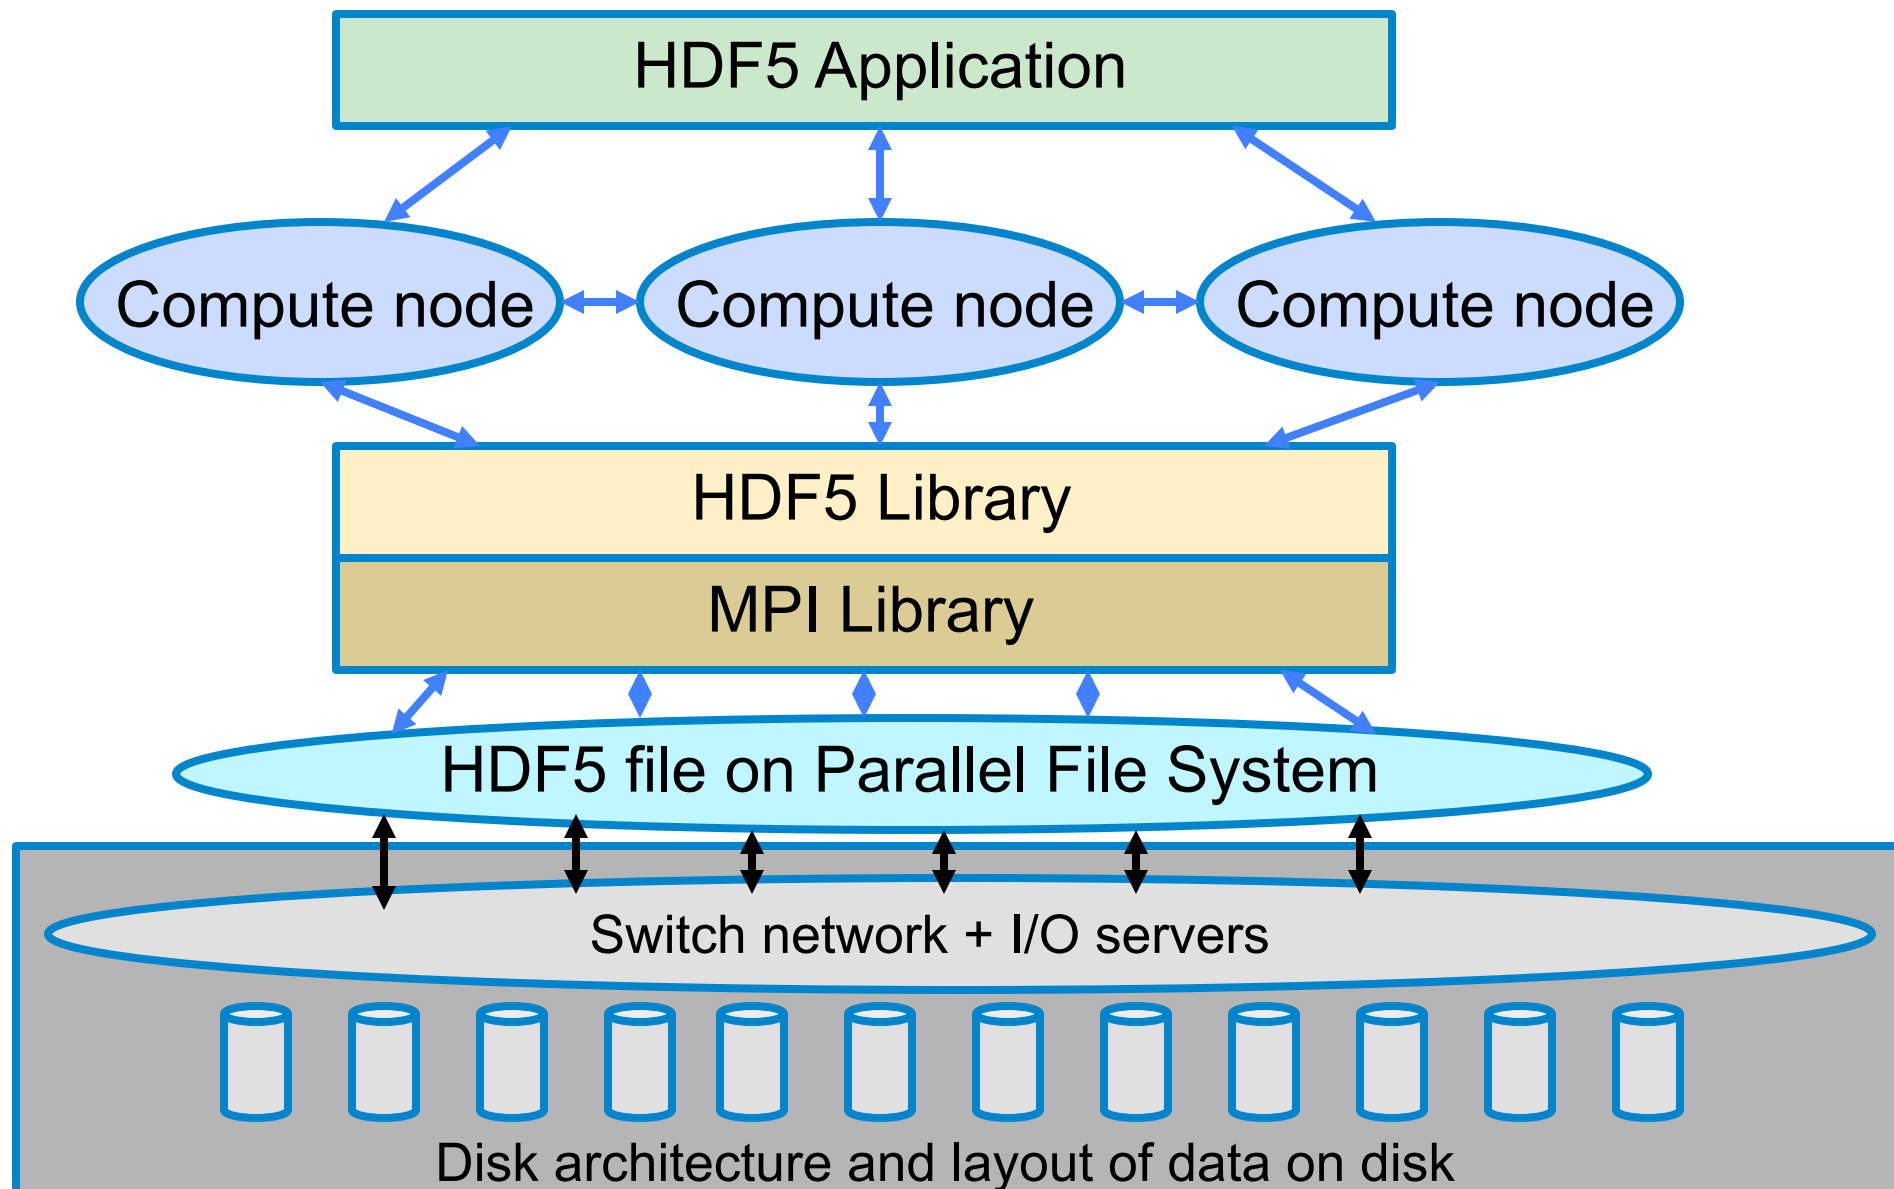 HDF5 Application
Compute node
Compute node
Compute node
HDF5 Library
MPI Library
HDF5 file on Parallel File System
Switch network + I/O servers
Disk architecture and layout of data on disk